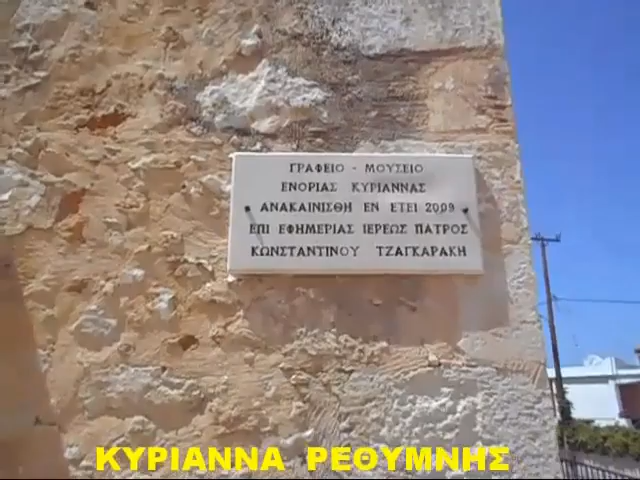 ΓΡΑΦΕΙΟ - ΜΟΥΣΕΙΟ
ΕΝΟΡΙΑΣ ΚΥΡΙΑΝΝΑΣ
ΑΝΑΚΑΙΝΙΣΘΗ ΕΝ ΕΤΕΙ 2009
ΕΠΙ ΕΦΗΜΕΡΙΑΣ ΙΕΡΕΩΣ ΠΑΤΡΟΣ
ΚΩΝΣΤΑΝΤΙΝΟΥ ΤΖΑΓΚΑΡΑΚΗ
ΚΥΡΙΑΝΝΑ ΡΕΘΥΜΝΗΣ